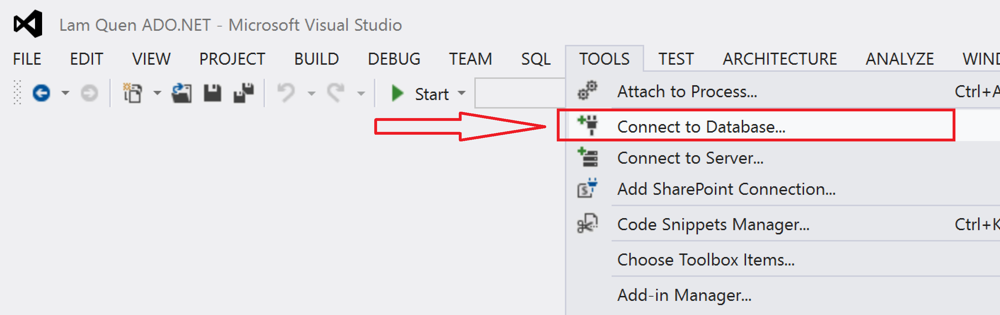 Lam Quen ADO.NET - Microsoft Visual Studio
FILE EDIT VIEW PROJECT BUILD DEBUG TEAM SQL TOOLS TEST ARCHITECTURE ANALYZE WIND
Start
Attach to Process... Ctrl+A
Connect to Database...
Connect to Server...
Add SharePoint Connection...
Code Snippets Manager... Ctrl+K
Choose Toolbox Items...
Add-in Manager...